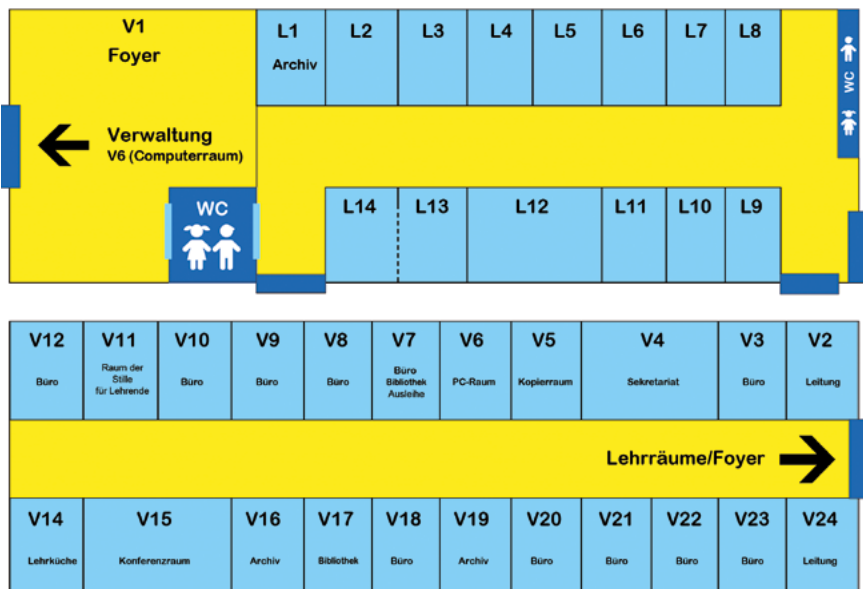 V1
Foyer
L1
Archiv
L2
L3
L4
L5
L6
L7
L8
WC
Verwaltung
V6 (Computerraum)
WC
L14
L13
L12
L11
L10
L9
V12
Büro
V11
Raum der
Stille
für Lehrende
V10
Büro
V9
Büro
V8
Büro
V7
Büro
Bibliothek
Ausleihe
V6
PC-Raum
V5
Kopierraum
V4
Sekretariat
V3
Büro
V2
Leitung
Lehrräume/Foyer
V14
Lehrküche
V15
Konferenzraum
V16
Archiv
V17
Bibliothek
V18
Büro
V19
Archiv
V20
Büro
V21
Büro
V22
Büro
V23
Büro
V24
Leitung